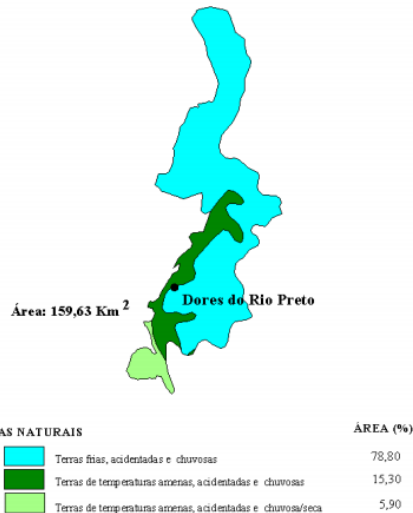 Dores do Rio Preto
Área: 159,63 Km 2
AS NATURAIS ÁREA (%)
Terras frias, acidentadas e chuvosas 78,80
Terras de temperaturas amenas, acidentadas e chuvosas 15,30
Terras de temperaturas amenas, acidentadas e chuvosa/seca 5,90